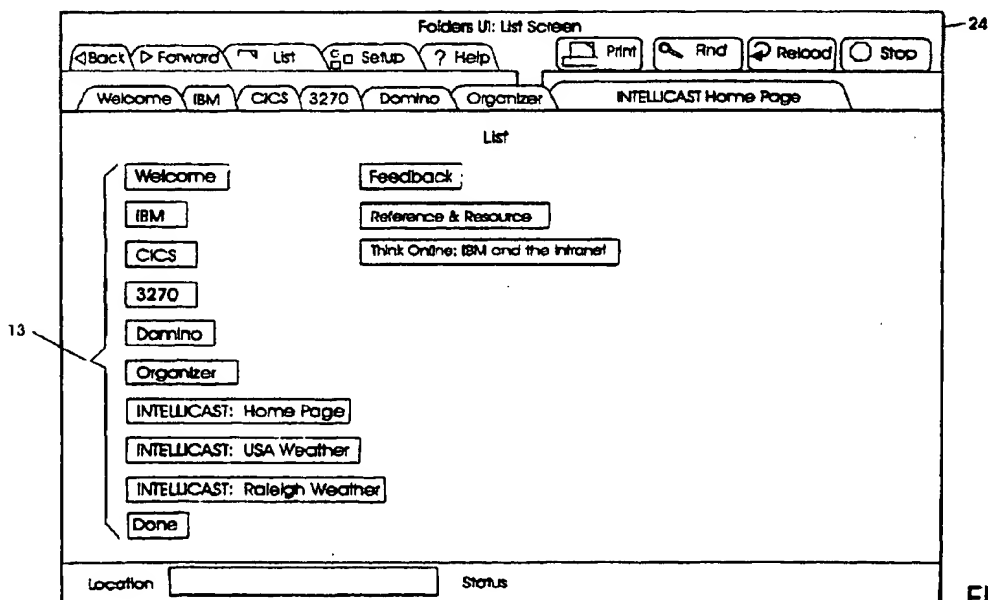 Folders UI: List Screen
24
Back Forward List Setup ? Help Print Find Reload Stop
Welcome IBM CICS 3270 Domino Organizer INTELLICAST Home Page
List
Welcome Feedback
IBM Reference & Resource
CICS Think Online: IBM and the Intranet
3270
13
Domino
Organizer
INTELLICAST: Home Page
INTELLICAST: USA Weather
INTELLICAST: Raleigh Weather
Done
Location Status